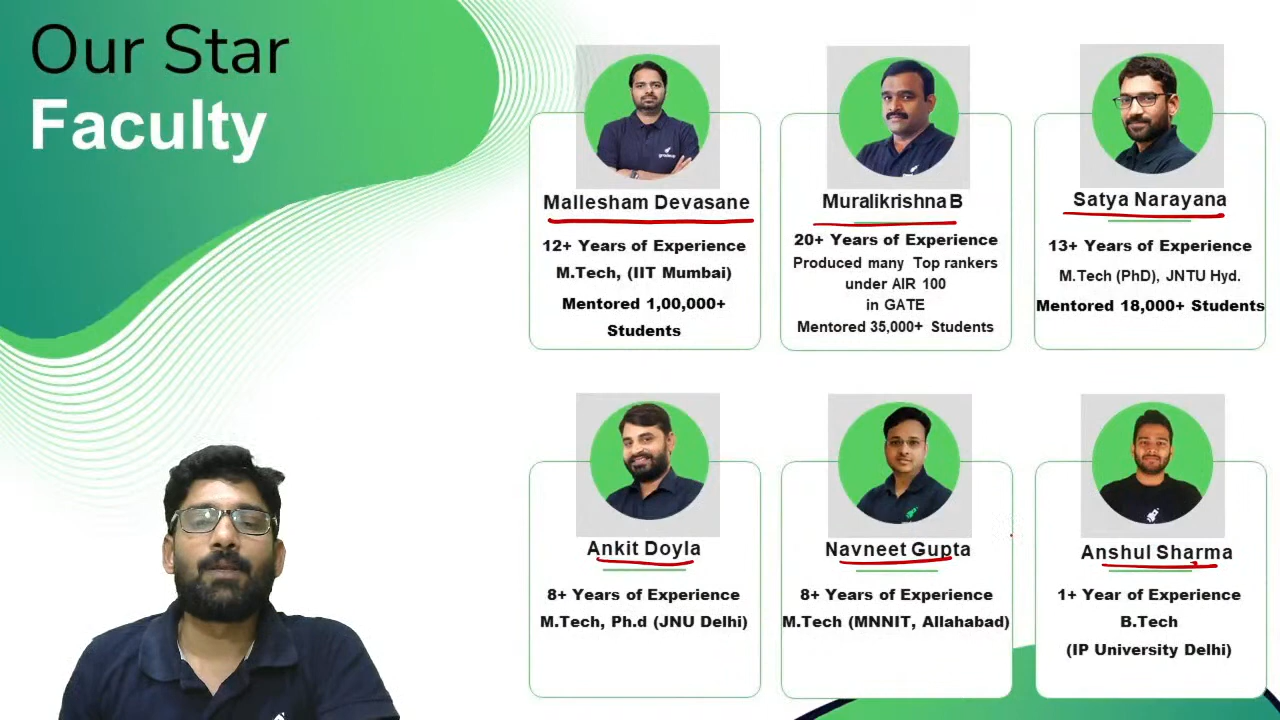 Our Star
Faculty
Mallesham Devasane
12+ Years of Experience
M.Tech, (IIT Mumbai)
Mentored 1,00,000+
Students
Muralikrishna B
20+ Years of Experience
Produced many Top rankers
under AIR 100
in GATE
Mentored 35,000+ Students
Satya Narayana
13+ Years of Experience
M.Tech (PhD), JNTU Hyd.
Mentored 18,000+ Students
Ankit Doyla
8+ Years of Experience
M.Tech, Ph.d (JNU Delhi)
Navneet Gupta
8+ Years of Experience
M.Tech (MNNIT, Allahabad)
Anshul Sharma
1+ Year of Experience
B.Tech
(IP University Delhi)